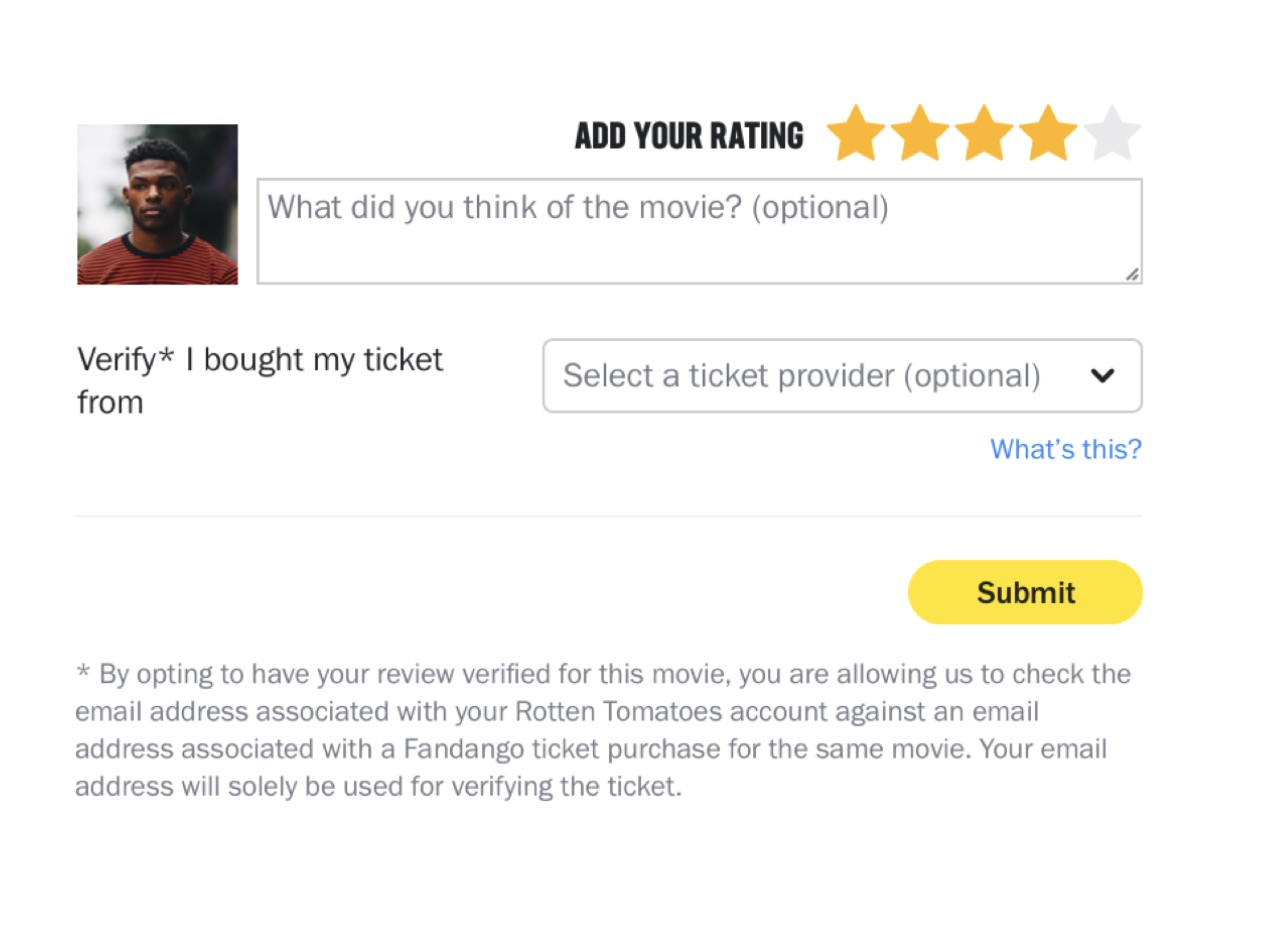 ADD YOUR RATING
What did you think of the movie? (optional)
Verify* I bought my ticket
from
Select a ticket provider (optional)
What’s this?
Submit
* By opting to have your review verified for this movie, you are allowing us to check the
email address associated with your Rotten Tomatoes account against an email
address associated with a Fandango ticket purchase for the same movie. Your email
address will solely be used for verifying the ticket.